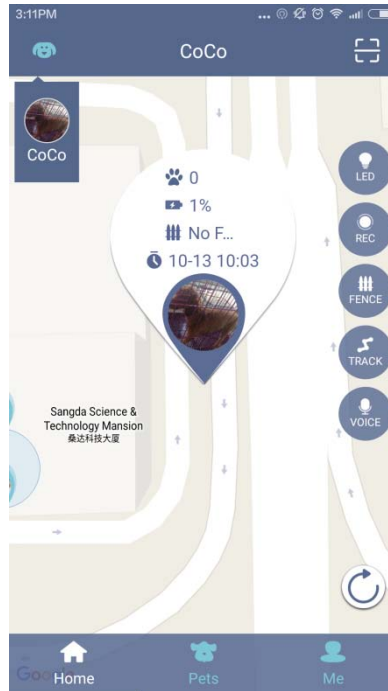 3:11PM
CoCo
CoCo
0
1%
No F...
10-13 10:03
LED
REC
FENCE
TRACK
VOICE
Sangda Science &
Technology Mansion
桑达科技大厦
Google
Home
Pets
Me